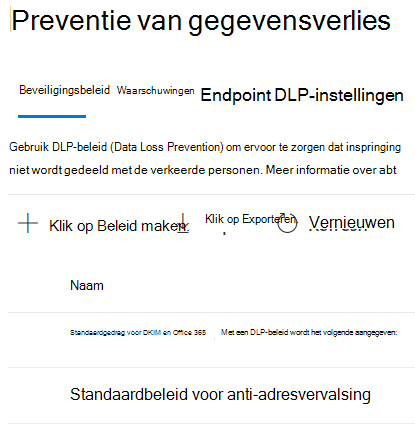 Preventie van gegevensverlies
Beveiligingsbeleid Waarschuwingen Endpoint DLP-instellingen
Gebruik DLP-beleid (Data Loss Prevention) om ervoor te zorgen dat inspringing
niet wordt gedeeld met de verkeerde personen. Meer informatie over abt
Klik op Beleid maken. Klik op Exporteren. Vernieuwen
Naam
Standaardgedrag voor DKIM en Office 365 Met een DLP-beleid wordt het volgende aangegeven:
Standaardbeleid voor anti-adresvervalsing